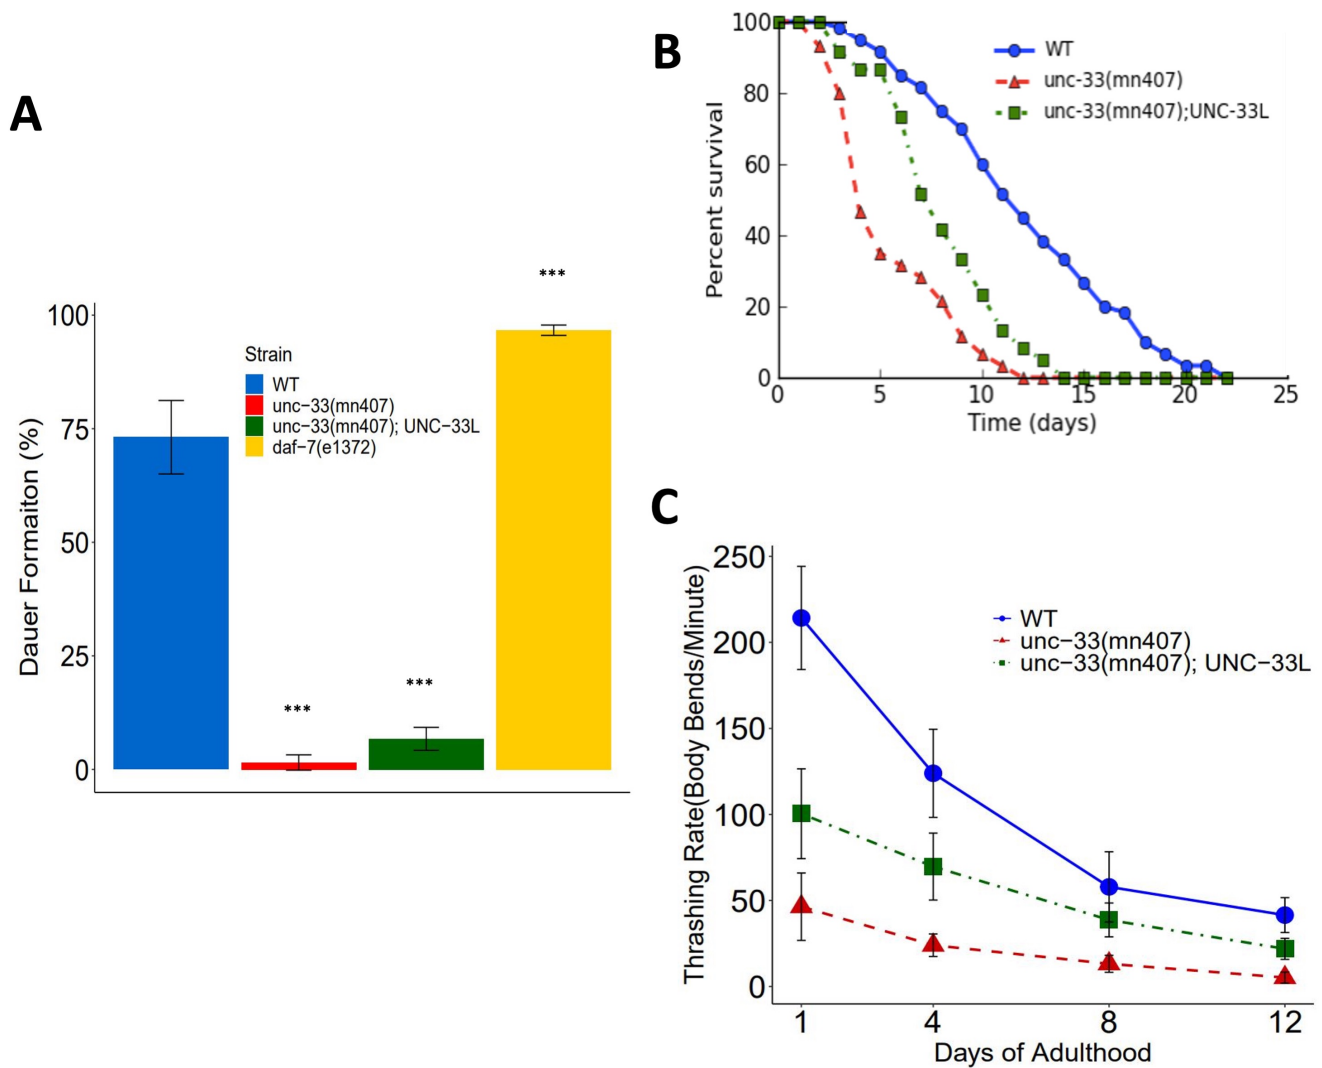 A
Dauer Formaiton (%)
100
75
50
25
0
***
***
***
Strain
WT
unc−33(mn407)
unc−33(mn407); UNC−33L
daf−7(e1372)
B
Percent survival
100
80
60
40
20
0
0 5 10 15 20 25
Time (days)
WT
unc-33(mn407)
unc-33(mn407);UNC-33L
C
Thrashing Rate(Body Bends/Minute)
250
200
150
100
50
0
1 4 8 12
Days of Adulthood
WT
unc−33(mn407)
unc−33(mn407); UNC−33L